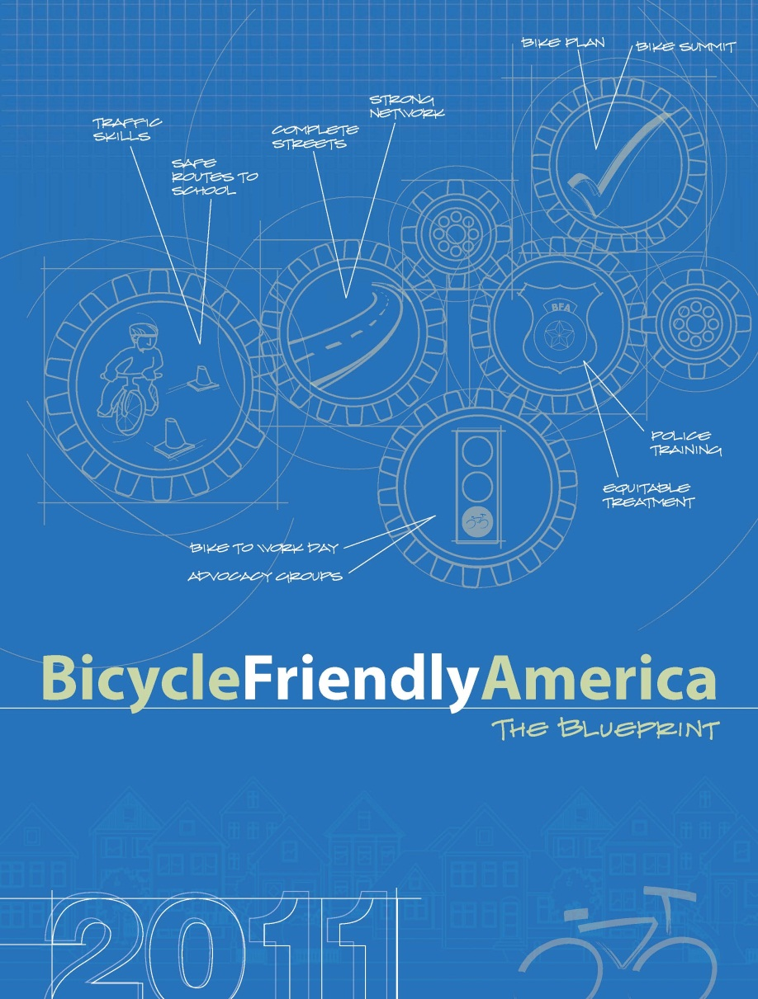 BIKE PLAN
BIKE SUMMIT
STRONG
NETWORK
TRAFFIC
SKILLS
COMPLETE
STREETS
SAFE
ROUTES TO
SCHOOL
BFA
POLICE
TRAINING
EQUITABLE
TREATMENT
BIKE TO WORK DAY
ADVOCACY GROUPS
BicycleFriendlyAmerica
THE BLUEPRINT
2011